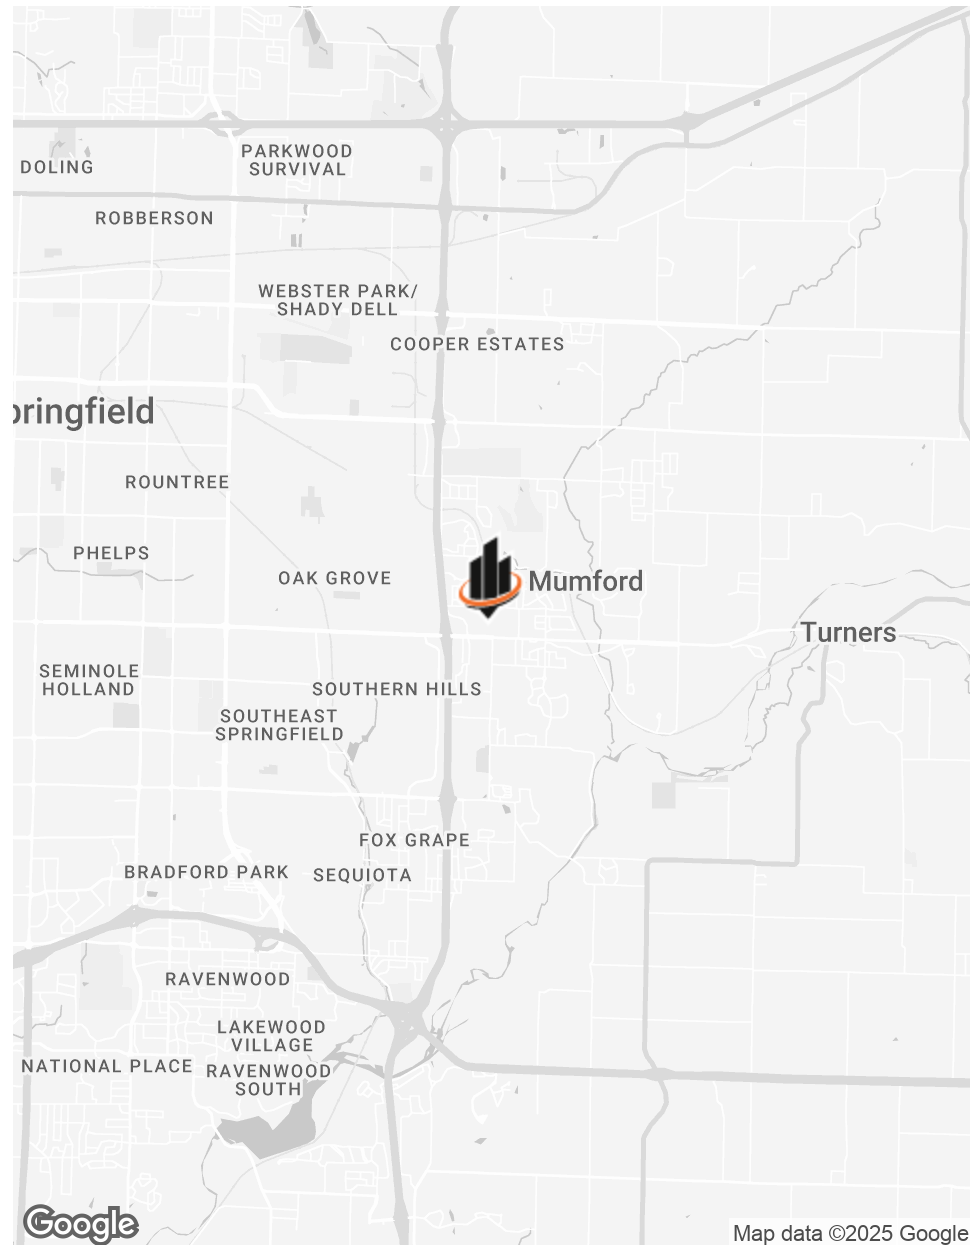 DOLING
PARKWOOD
SURVIVAL
ROBBERSON
WEBSTER PARK/
SHADY DELL
COOPER ESTATES
pringfield
ROUNTREE
PHELPS
OAK GROVE
Mumford
Turners
SEMINOLE
HOLLAND
SOUTHERN HILLS
SOUTHEAST
SPRINGFIELD
FOX GRAPE
BRADFORD PARK
SEQUIOTA
RAVENWOOD
LAKEWOOD
VILLAGE
NATIONAL PLACE
RAVENWOOD
SOUTH
Google
Map data ©2025 Google